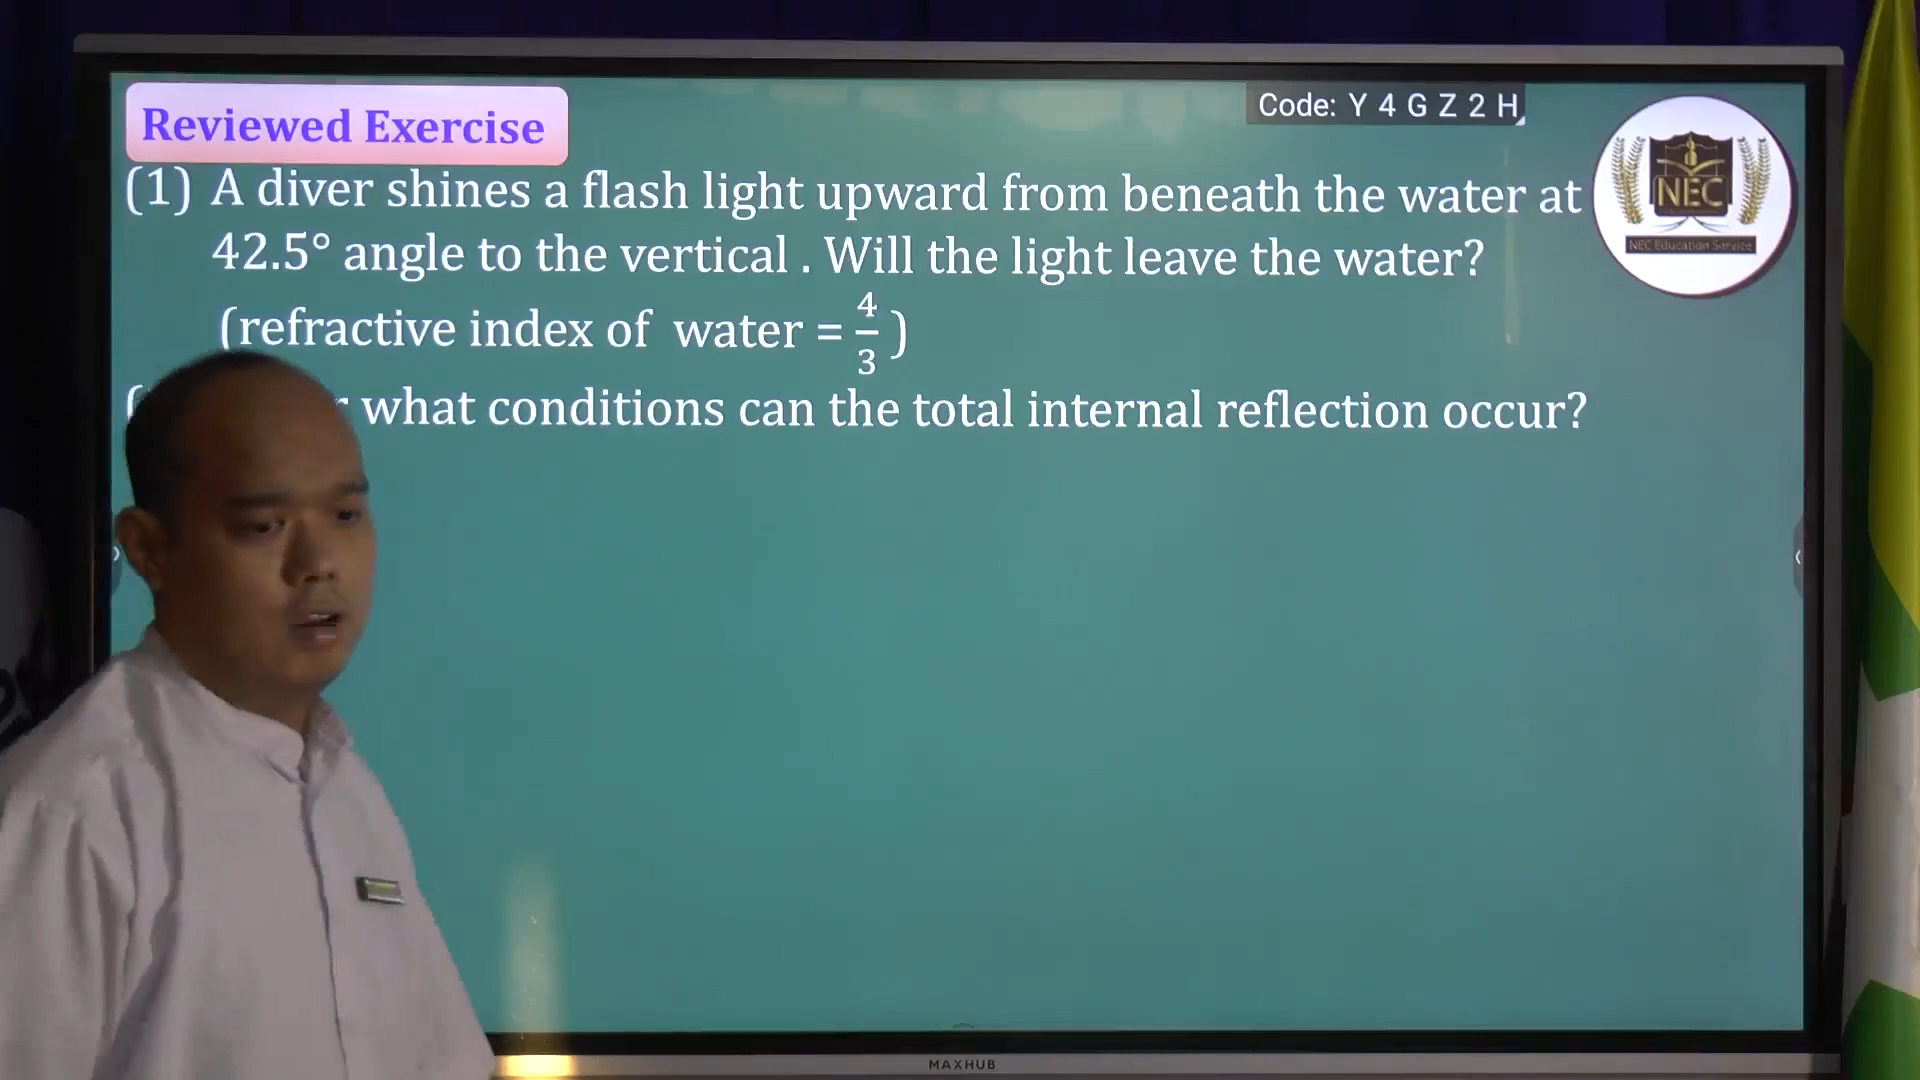 Reviewed Exercise
Code: Y 4 G Z 2 H
(1) A diver shines a flash light upward from beneath the water at
42.5° angle to the vertical . Will the light leave the water?
(refractive index of water = 4/3 )
what conditions can the total internal reflection occur?
NEC
NEC Education Service
MAXHUB